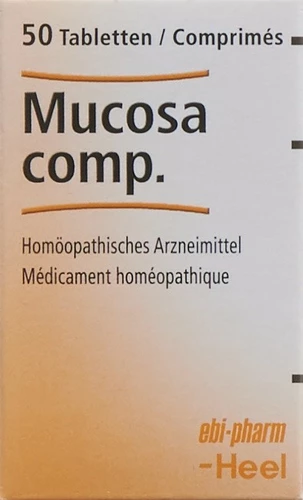 50 Tabletten / Comprimés
Mucosa
comp.
Homöopathisches Arzneimittel
Médicament homéopathique
ebi-pharm
-Heel